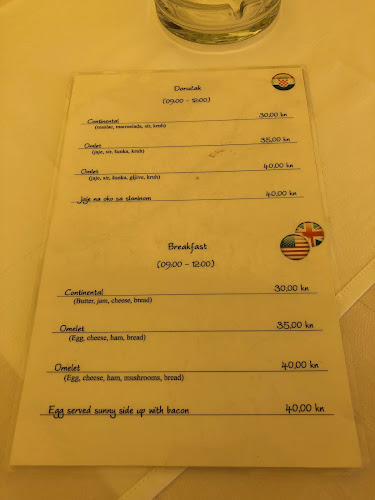 Doručak
(09:00 - 12:00)
Continental 30,00 kn
(maslac, marmelada, sir, kruh)
Omlet 35,00 kn
(jaje, sir, šunka, kruh)
Omlet 40,00 kn
(jaje, sir, šunka, gljive, kruh)
Jaje na oko sa slaninom 40,00 kn
Breakfast
(09:00 - 12:00)
Continental 30,00 kn
(Butter, jam, cheese, bread)
Omelet 35,00 kn
(Egg, cheese, ham, bread)
Omelet 40,00 kn
(Egg, cheese, ham, mushrooms, bread)
Egg served sunny side up with bacon 40,00 kn